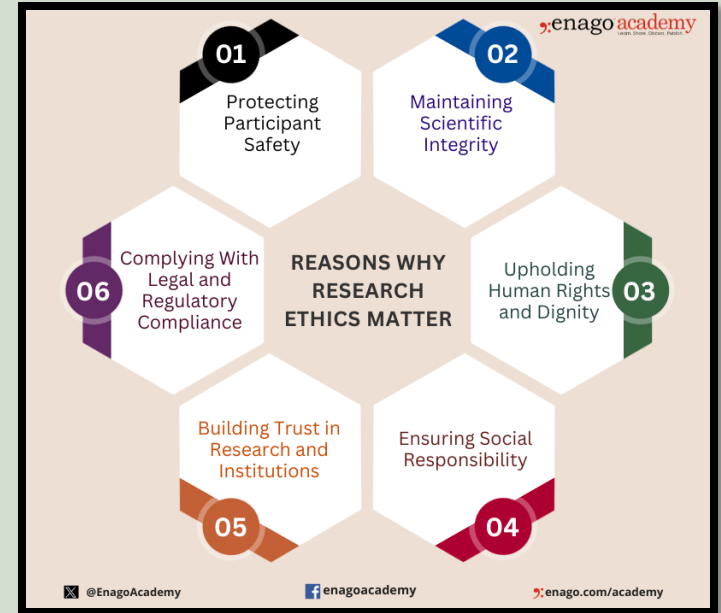 enago academy
Learn. Share. Discuss. Publish.
01
Protecting
Participant
Safety
02
Maintaining
Scientific
Integrity
REASONS WHY
RESEARCH
ETHICS MATTER
Upholding
Human Rights
and Dignity
03
Ensuring Social
Responsibility
04
Building Trust in
Research and
Institutions
05
Complying With
Legal and
Regulatory
Compliance
06
@EnagoAcademy
enagoacademy
enago.com/academy